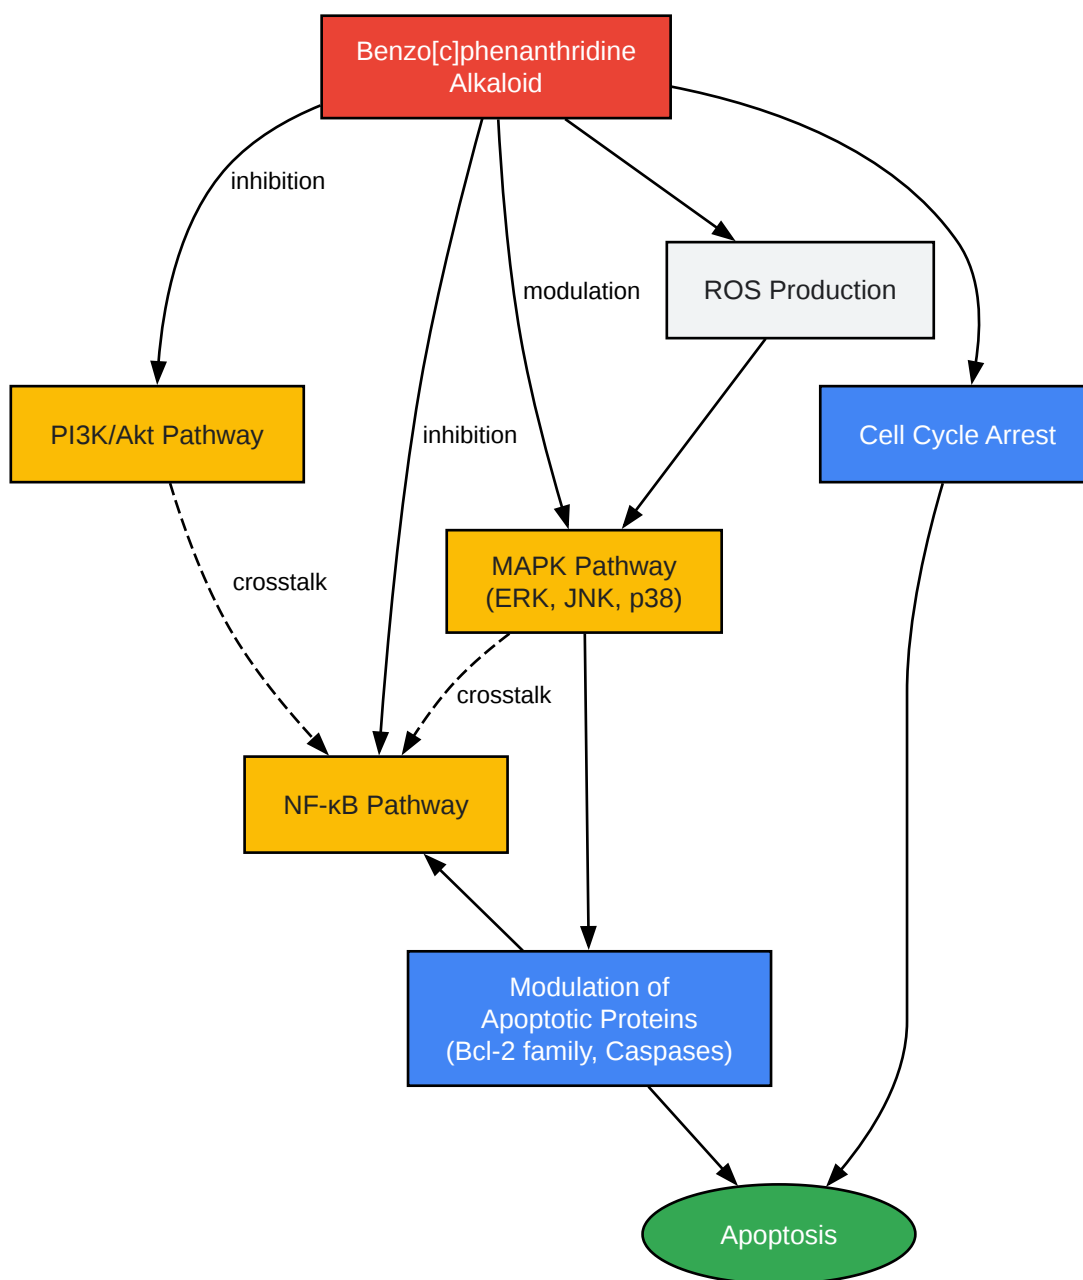 Benzo[c]phenanthridine
Alkaloid
inhibition
modulation
ROS Production
PI3K/Akt Pathway
inhibition
Cell Cycle Arrest
crosstalk
MAPK Pathway
(ERK, JNK, p38)
crosstalk
NF-κB Pathway
Modulation of
Apoptotic Proteins
(Bcl-2 family, Caspases)
Apoptosis